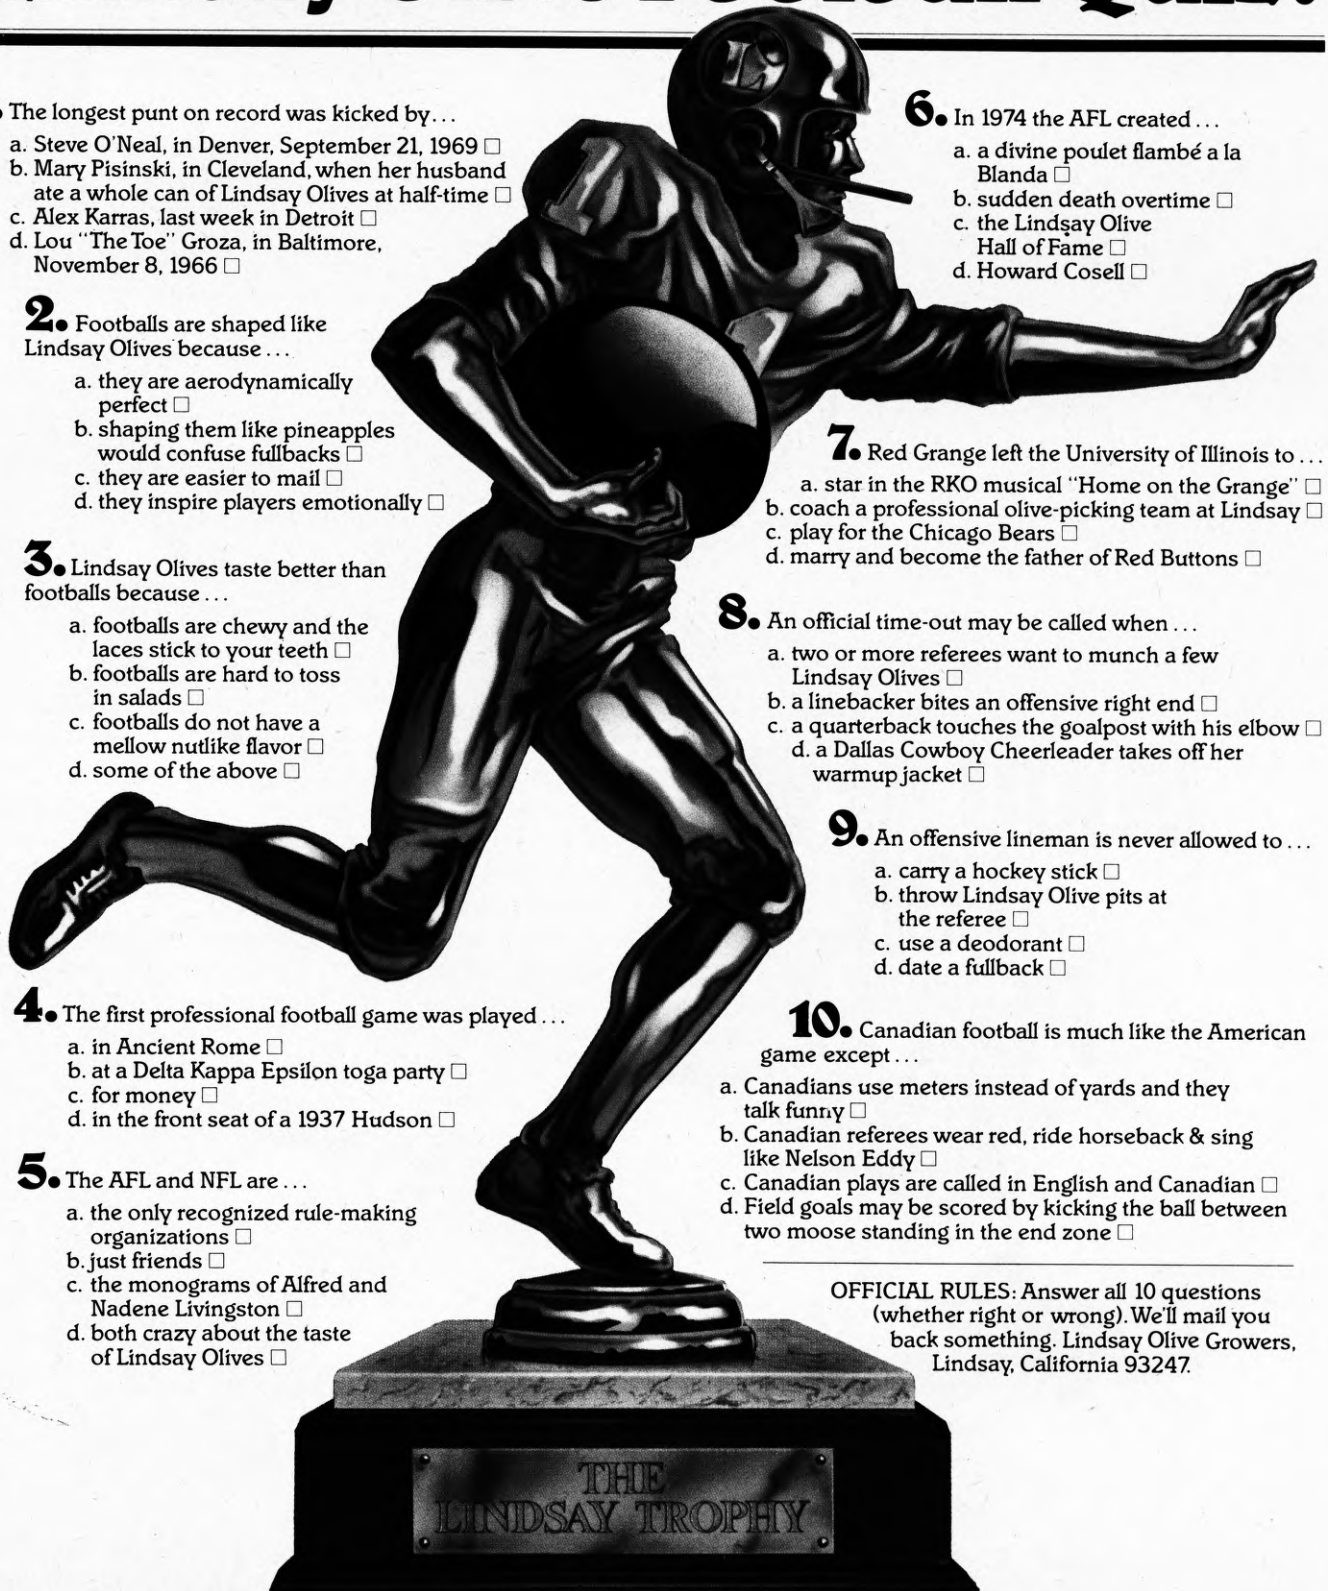 The longest punt on record was kicked by...
a. Steve O'Neal, in Denver, September 21, 1969 □
b. Mary Pisinski, in Cleveland, when her husband
ate a whole can of Lindsay Olives at half-time □
c. Alex Karras, last week in Detroit □
d. Lou "The Toe" Groza, in Baltimore,
November 8, 1966 □
2. Footballs are shaped like
Lindsay Olives because...
a. they are aerodynamically
perfect □
b. shaping them like pineapples
would confuse fullbacks □
c. they are easier to mail □
d. they inspire players emotionally □
3. Lindsay Olives taste better than
footballs because...
a. footballs are chewy and the
laces stick to your teeth □
b. footballs are hard to toss
in salads □
c. footballs do not have a
mellow nutlike flavor □
d. some of the above □
4. The first professional football game was played...
a. in Ancient Rome □
b. at a Delta Kappa Epsilon toga party □
c. for money □
d. in the front seat of a 1937 Hudson □
5. The AFL and NFL are...
a. the only recognized rule-making
organizations □
b. just friends □
c. the monograms of Alfred and
Nadene Livingston □
d. both crazy about the taste
of Lindsay Olives □
6. In 1974 the AFL created...
a. a divine poulet flambé a la
Blanda □
b. sudden death overtime □
c. the Lindsay Olive
Hall of Fame □
d. Howard Cosell □
7. Red Grange left the University of Illinois to...
a. star in the RKO musical "Home on the Grange" □
b. coach a professional olive-picking team at Lindsay □
c. play for the Chicago Bears □
d. marry and become the father of Red Buttons □
8. An official time-out may be called when...
a. two or more referees want to munch a few
Lindsay Olives □
b. a linebacker bites an offensive right end □
c. a quarterback touches the goalpost with his elbow □
d. a Dallas Cowboy Cheerleader takes off her
warmup jacket □
9. An offensive lineman is never allowed to...
a. carry a hockey stick □
b. throw Lindsay Olive pits at
the referee □
c. use a deodorant □
d. date a fullback □
10. Canadian football is much like the American
game except...
a. Canadians use meters instead of yards and they
talk funny □
b. Canadian referees wear red, ride horseback & sing
like Nelson Eddy □
c. Canadian plays are called in English and Canadian □
d. Field goals may be scored by kicking the ball between
two moose standing in the end zone □
OFFICIAL RULES: Answer all 10 questions
(whether right or wrong). We'll mail you
back something. Lindsay Olive Growers,
Lindsay, California 93247.
THE
LINDSAY TROPHY